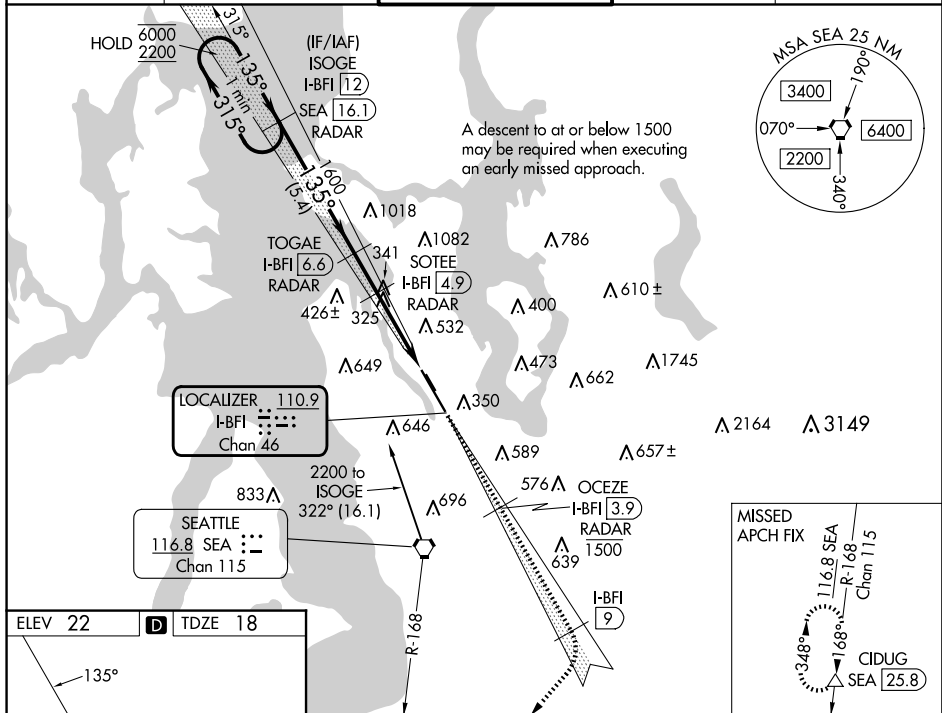 HOLD 6000
2200
315°
135°
1 min
315°
(IF/IAF)
ISOGE
I-BFI 12
SEA 16.1
RADAR
MSA SEA 25 NM
190°
3400
070°
6400
2200
340°
A descent to at or below 1500
may be required when executing
an early missed approach.
1600
135°
(5.4)
1018
TOGAE
I-BFI 6.6
RADAR
341
1082
SOTEE
I-BFI 4.9
RADAR
786
610±
400
426±
325
532
649
473
662
1745
LOCALIZER 110.9
I-BFI
Chan 46
350
646
2164
3149
589
657±
2200 to
ISOGE
322° (16.1)
833
696
576
OCEZE
I-BFI 3.9
RADAR
1500
639
SEATTLE
116.8 SEA
Chan 115
I-BFI
9
R-168
MISSED
APCH FIX
116.8 SEA
R-168
Chan 115
348°
168°
CIDUG
SEA 25.8
ELEV 22 D TDZE 18
135°